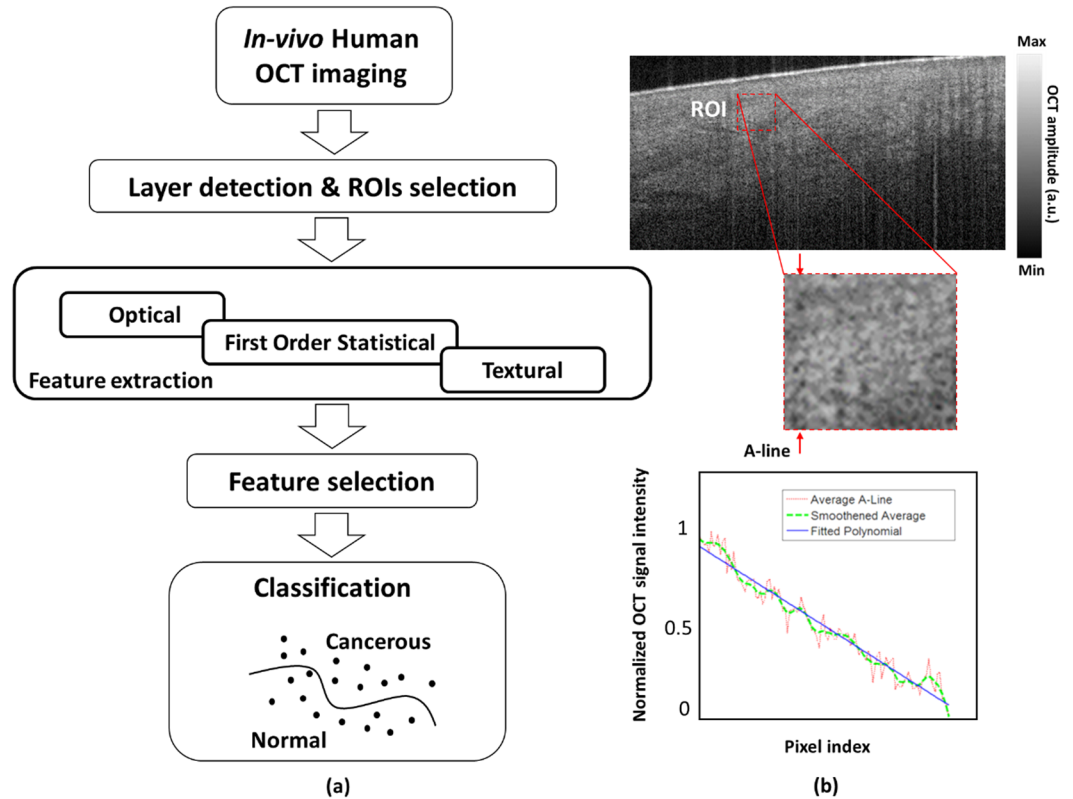 In-vivo Human
OCT imaging
Layer detection & ROIs selection
Optical
First Order Statistical
Textural
Feature extraction
Feature selection
Classification
Cancerous
Normal
(a)
ROI
Max
OCT amplitude (a.u.)
Min
A-line
Normalized OCT signal intensity
1
0.5
0
Average A-Line
Smoothened Average
Fitted Polynomial
Pixel index
(b)